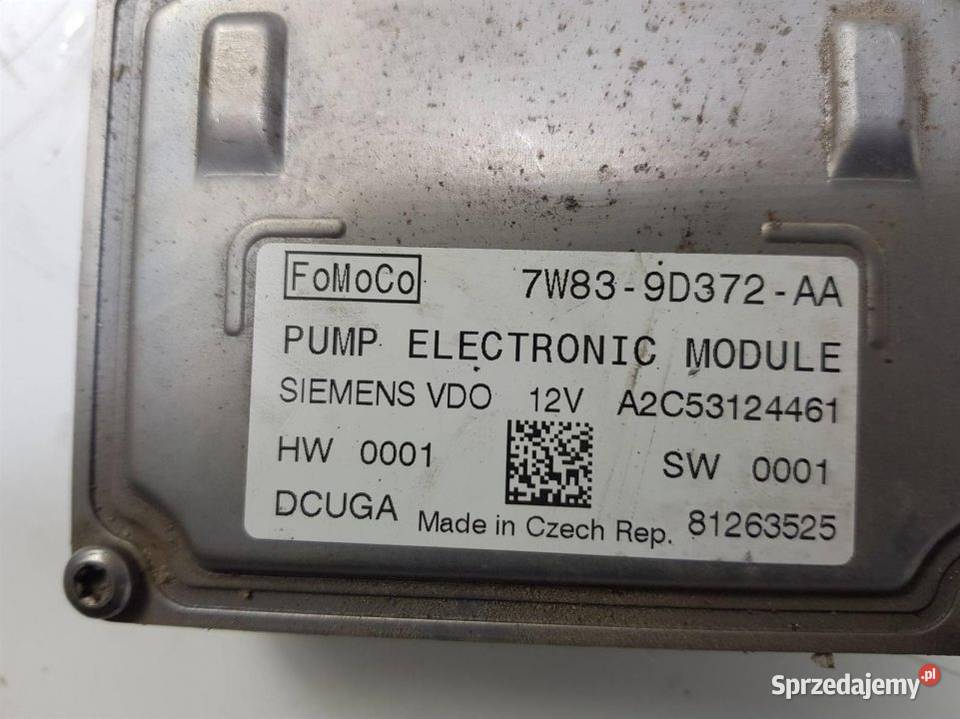 FoMoCo 7W83-9D372-AA
PUMP ELECTRONIC MODULE
SIEMENS VDO 12V A2C53124461
HW 0001 SW 0001
DCUGA Made in Czech Rep. 81263525
Sprzedajemy.pl